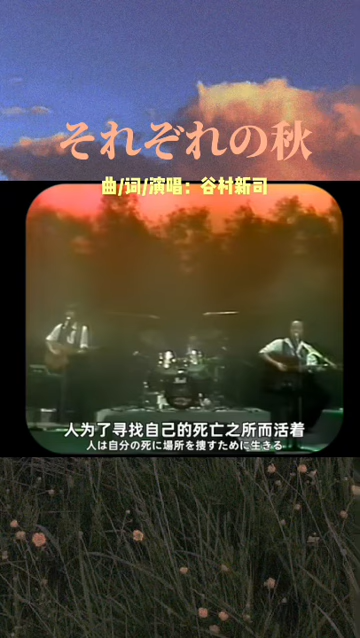 それぞれの秋
曲/词/演唱：谷村新司
人为了寻找自己的死亡之所而活着
人は自分の死に場所を捜すために生きる